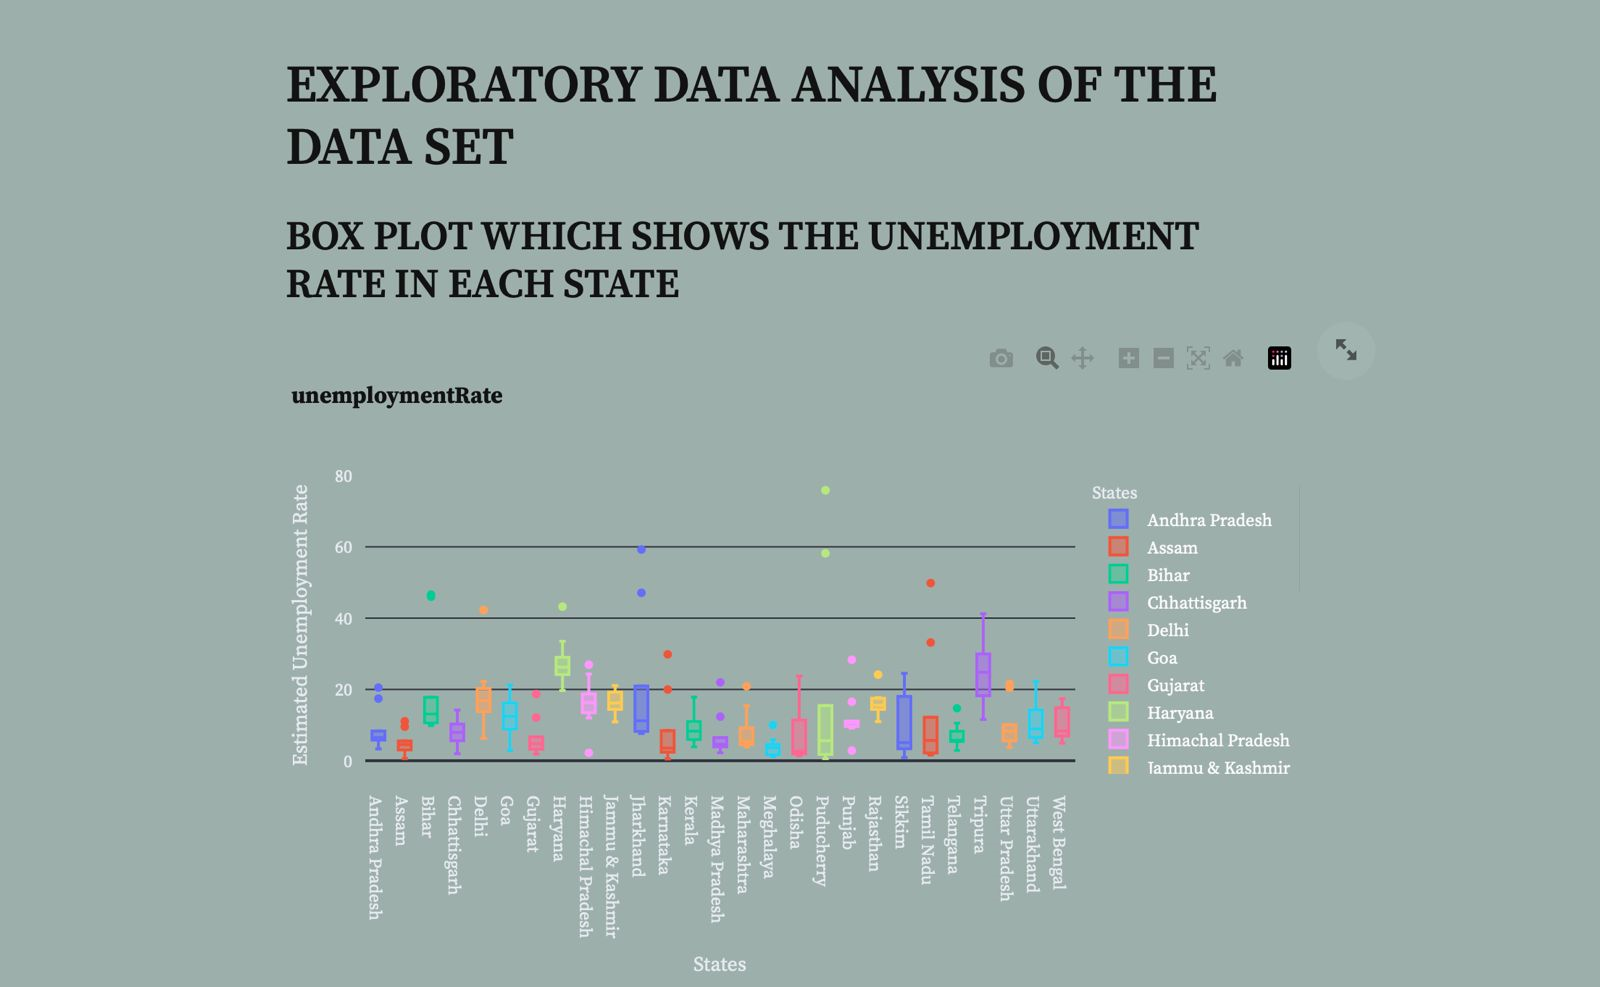 EXPLORATORY DATA ANALYSIS OF THE
DATA SET
BOX PLOT WHICH SHOWS THE UNEMPLOYMENT
RATE IN EACH STATE
unemploymentRate
Estimated Unemployment Rate
80
60
40
20
0
Andhra Pradesh
Assam
Bihar
Chhattisgarh
Delhi
Goa
Gujarat
Haryana
Himachal Pradesh
Jammu & Kashmir
Jharkhand
Karnataka
Kerala
Madhya Pradesh
Maharashtra
Meghalaya
Odisha
Puducherry
Punjab
Rajasthan
Sikkim
Tamil Nadu
Telangana
Tripura
Uttar Pradesh
Uttarakhand
West Bengal
States
States
Andhra Pradesh
Assam
Bihar
Chhattisgarh
Delhi
Goa
Gujarat
Haryana
Himachal Pradesh
Jammu & Kashmir